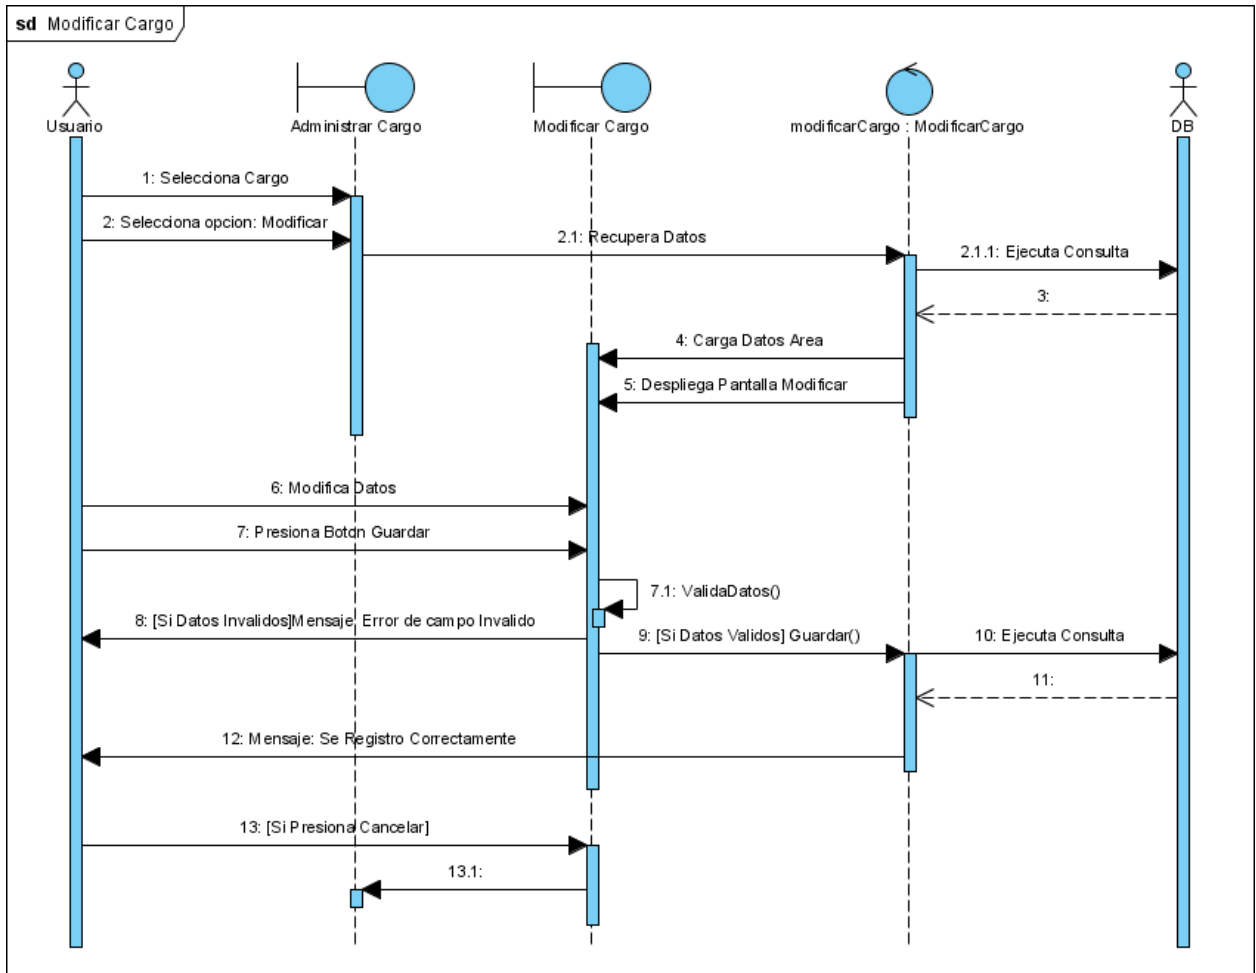 sd Modificar Cargo
Usuario
Administrar Cargo
Modificar Cargo
modificarCargo : ModificarCargo
DB
1: Selecciona Cargo
2: Selecciona opcion: Modificar
2.1: Recupera Datos
2.1.1: Ejecuta Consulta
3:
4: Carga Datos Area
5: Despliega Pantalla Modificar
6: Modifica Datos
7: Presiona Boton Guardar
7.1: ValidaDatos()
8: [Si Datos Invalidos]Mensaje: Error de campo Invalido
9: [Si Datos Validos] Guardar()
10: Ejecuta Consulta
11:
12: Mensaje: Se Registro Correctamente
13: [Si Presiona Cancelar]
13.1: